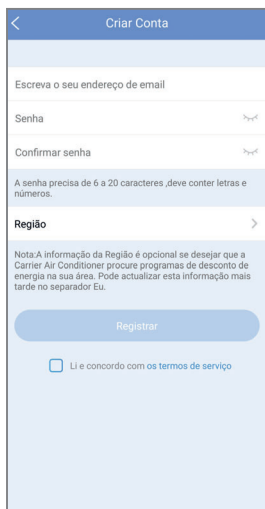 Criar Conta
Escreva o seu endereço de email
Senha
Confirmar senha
A senha precisa de 6 a 20 caracteres ,deve conter letras e
números.
Região
Nota:A informação da Região é opcional se desejar que a
Carrier Air Conditioner procure programas de desconto de
energia na sua área. Pode actualizar esta informação mais
tarde no separador Eu.
Registrar
Li e concordo com os termos de serviço